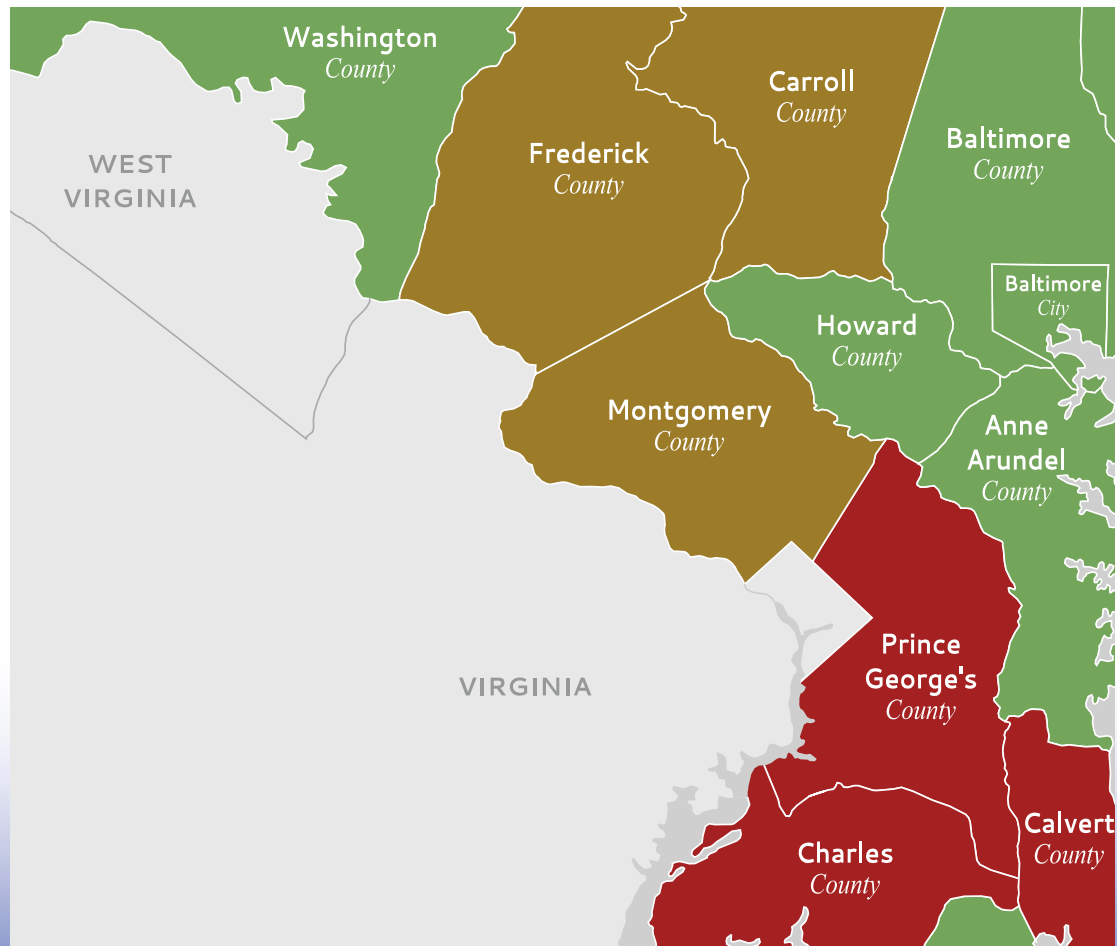 Washington
County
Carroll
County
Baltimore
County
Frederick
County
WEST
VIRGINIA
Baltimore
City
Howard
County
Montgomery
County
Anne
Arundel
County
Prince
George's
County
VIRGINIA
Calvert
County
Charles
County